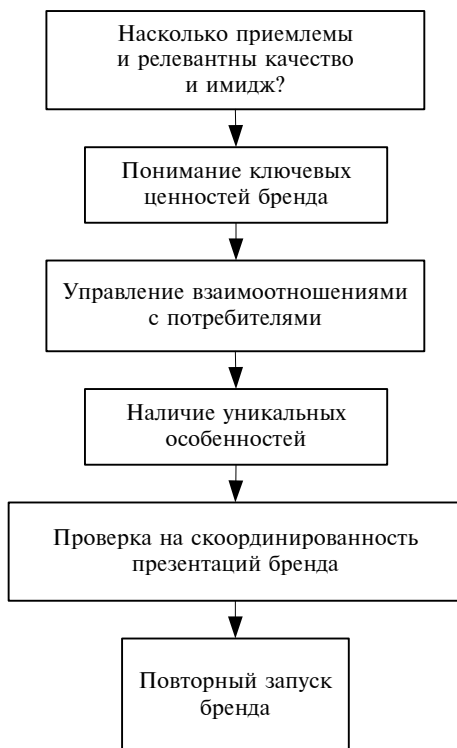 Насколько приемлемы
и релевантны качество
и имидж?
Понимание ключевых
ценностей бренда
Управление взаимоотношениями
с потребителями
Наличие уникальных
особенностей
Проверка на скоординированность
презентаций бренда
Повторный запуск
бренда